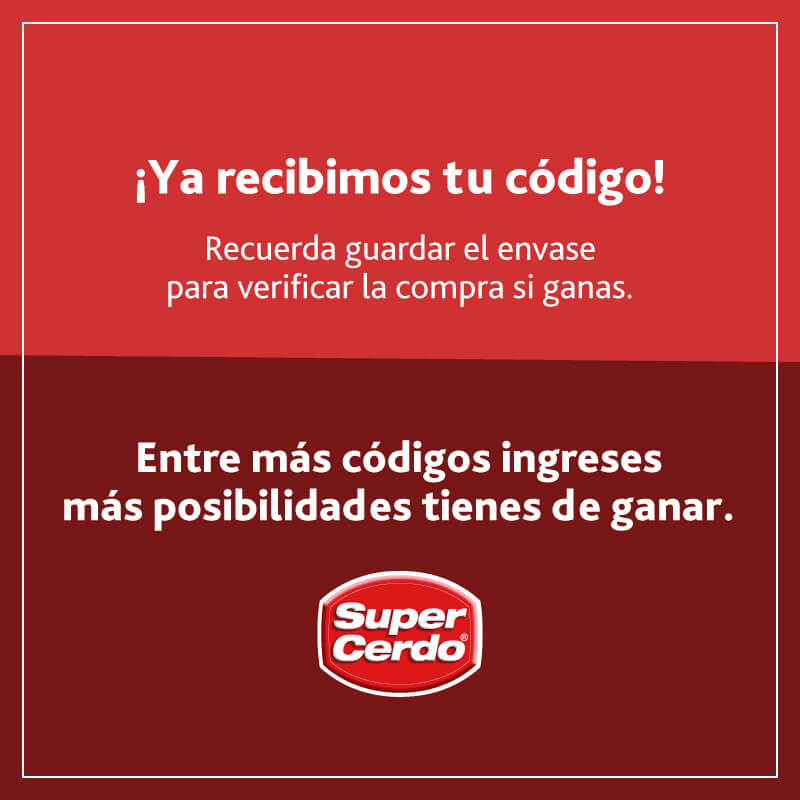 ¡Ya recibimos tu código!
Recuerda guardar el envase
para verificar la compra si ganas.
Entre más códigos ingreses
más posibilidades tienes de ganar.
Super
Cerdo®